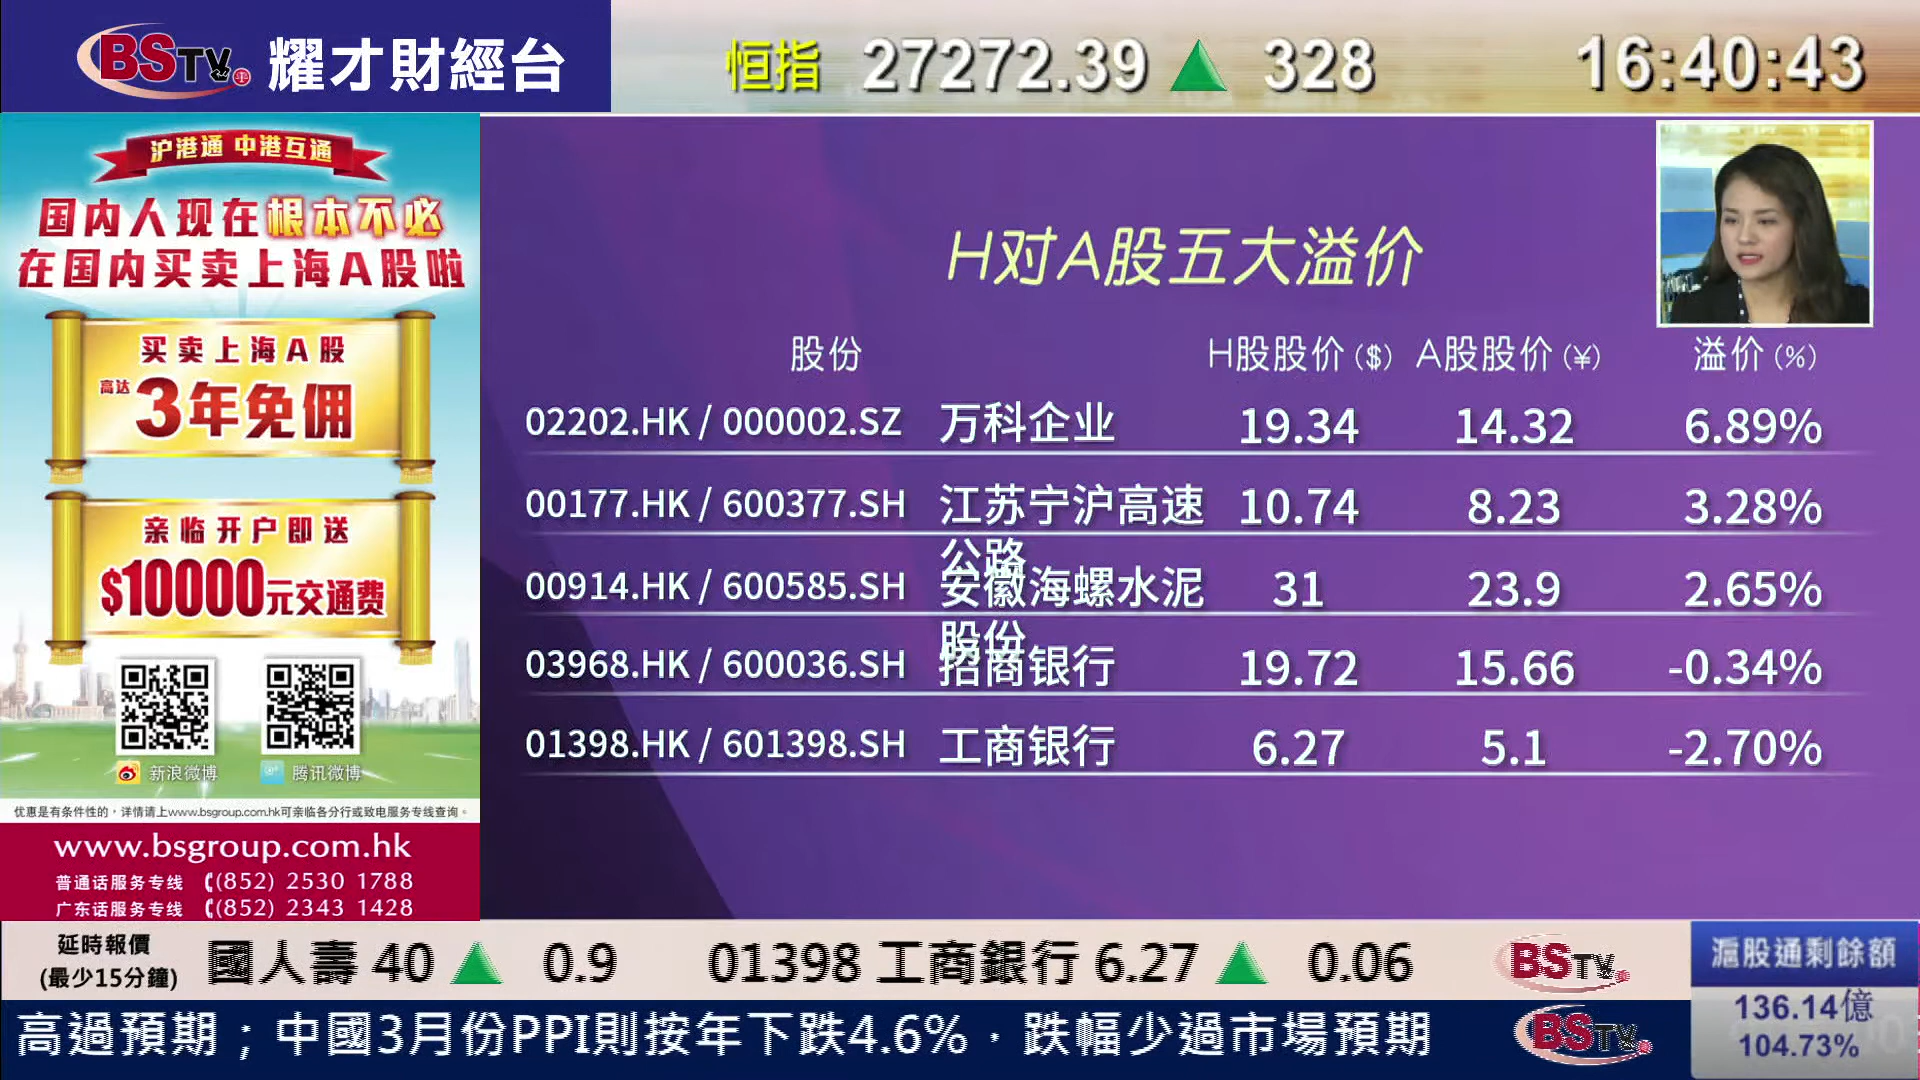 BSTV 耀才財經台
恒指 27272.39 ▲ 328 16:40:43
沪港通 中港互通
国内人现在根本不必
在国内买卖上海A股啦
买卖上海A股
高达3年免佣
亲临开户即送
$10000元交通费
新浪微博 腾讯微博
优惠是有条件性的，详情请上www.bsgroup.com.hk可亲临各分行或致电服务专线查询。
www.bsgroup.com.hk
普通话服务专线 (852) 2530 1788
广东话服务专线 (852) 2343 1428
H对A股五大溢价
股份 H股股价($) A股股价(¥) 溢价(%)
02202.HK / 000002.SZ 万科企业 19.34 14.32 6.89%
00177.HK / 600377.SH 江苏宁沪高速 10.74 8.23 3.28%
公路
00914.HK / 600585.SH 安徽海螺水泥 31 23.9 2.65%
股份
03968.HK / 600036.SH 招商银行 19.72 15.66 -0.34%
01398.HK / 601398.SH 工商银行 6.27 5.1 -2.70%
延時報價
(最少15分鐘)
國人壽 40 ▲ 0.9 01398 工商銀行 6.27 ▲ 0.06
BSTV
高過預期；中國3月份PPI則按年下跌4.6%，跌幅少過市場預期
BSTV
滬股通剩餘額
136.14億
104.73%